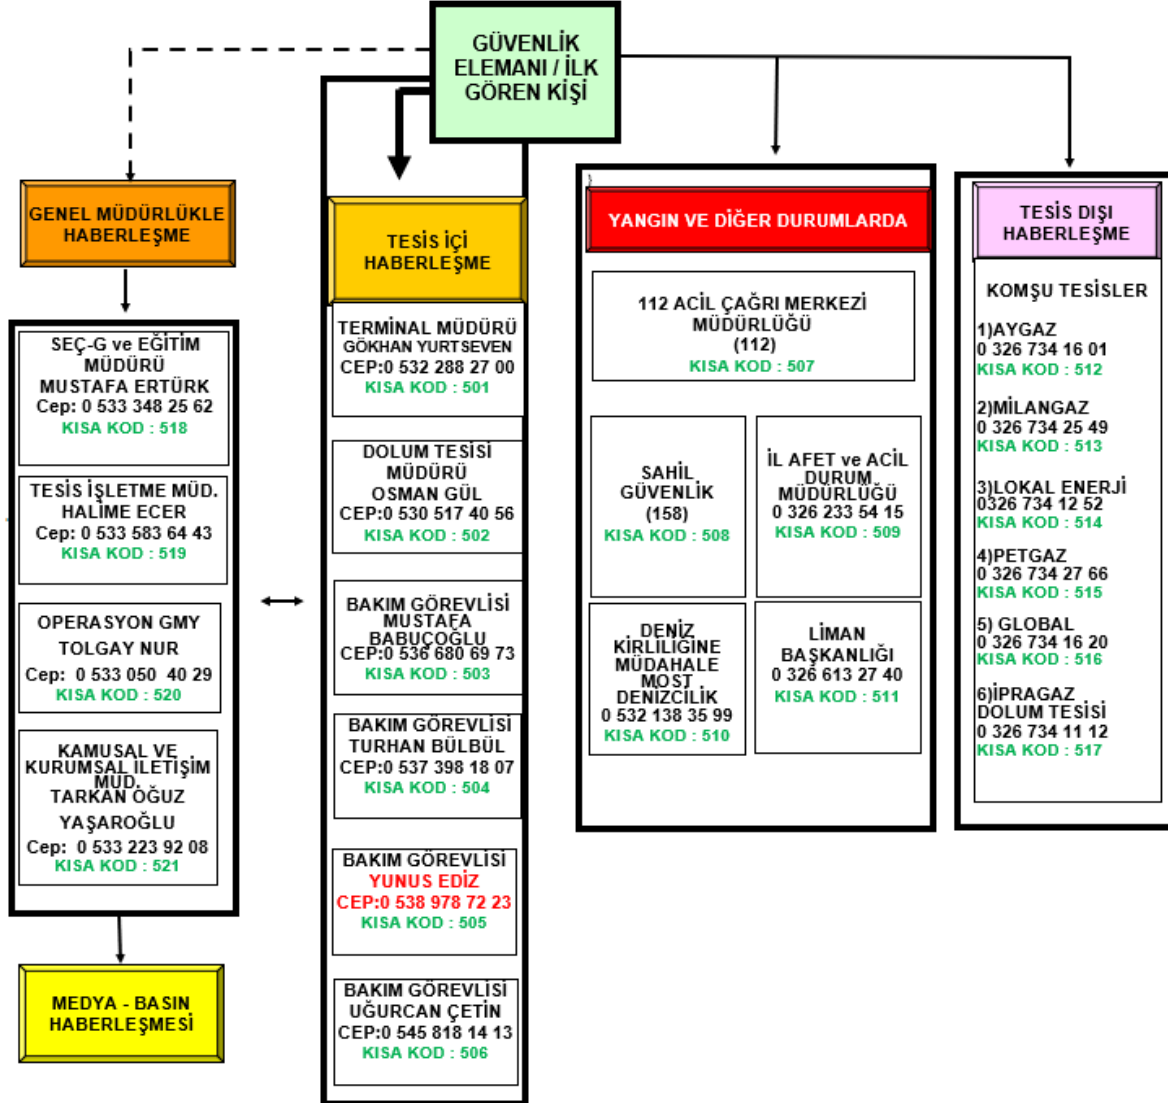 GÜVENLİK
ELEMANI / İLK
GÖREN KİŞİ
GENEL MÜDÜRLÜKLE
HABERLEŞME
SEÇ-G ve EĞİTİM
MÜDÜRÜ
MUSTAFA ERTÜRK
Cep: 0 533 348 25 62
KISA KOD : 518
TESİS İŞLETME MÜD.
HALİME ECER
Cep: 0 533 583 64 43
KISA KOD : 519
OPERASYON GMY
TOLGAY NUR
Cep: 0 533 050 40 29
KISA KOD : 520
KAMUSAL VE
KURUMSAL İLETİŞİM
MÜD.
TARKAN OĞUZ
YAŞAROĞLU
Cep: 0 533 223 92 08
KISA KOD : 521
MEDYA - BASIN
HABERLEŞMESİ
TESİS İÇİ
HABERLEŞME
TERMİNAL MÜDÜRÜ
GÖKHAN YURTSEVEN
CEP:0 532 288 27 00
KISA KOD : 501
DOLUM TESİSİ
MÜDÜRÜ
OSMAN GÜL
CEP:0 530 517 40 56
KISA KOD : 502
BAKIM GÖREVLİSİ
MUSTAFA
BABUÇOĞLU
CEP:0 536 680 69 73
KISA KOD : 503
BAKIM GÖREVLİSİ
TURHAN BÜLBÜL
CEP:0 537 398 18 07
KISA KOD : 504
BAKIM GÖREVLİSİ
YUNUS EDİZ
CEP:0 538 978 72 23
KISA KOD : 505
BAKIM GÖREVLİSİ
UĞURCAN ÇETİN
CEP:0 545 818 14 13
KISA KOD : 506
YANGIN VE DİĞER DURUMLARDA
112 ACİL ÇAĞRI MERKEZİ
MÜDÜRLÜĞÜ
(112)
KISA KOD : 507
SAHİL
GÜVENLİK
(158)
KISA KOD : 508
İL AFET ve ACİL
DURUM
MÜDÜRLÜĞÜ
0 326 233 54 15
KISA KOD : 509
DENİZ
KİRLİLİĞİNE
MÜDAHALE
MOST
DENİZCİLİK
0 532 138 35 99
KISA KOD : 510
LİMAN
BAŞKANLIĞI
0 326 613 27 40
KISA KOD : 511
TESİS DIŞI
HABERLEŞME
KOMŞU TESİSLER
1)AYGAZ
0 326 734 16 01
KISA KOD : 512
2)MİLANGAZ
0 326 734 25 49
KISA KOD : 513
3)LOKAL ENERJİ
0326 734 12 52
KISA KOD : 514
4)PETGAZ
0 326 734 27 66
KISA KOD : 515
5) GLOBAL
0 326 734 16 20
KISA KOD : 516
6)İPRAGAZ
DOLUM TESİSİ
0 326 734 11 12
KISA KOD : 517